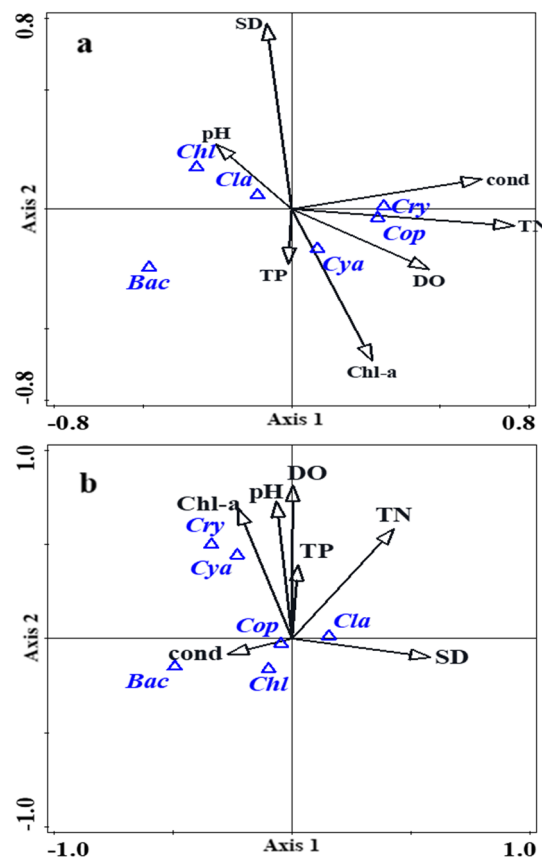 0.8
a
SD
pH
Chl
Cla
cond
Cry
Cop
TN
TP
Cya
DO
Bac
Chl-a
Axis 2
-0.8
-0.8
Axis 1
0.8
1.0
b
DO
Chl-a
pH
TN
Cry
Cya
TP
Cop
Cla
cond
SD
Bac
Chl
Axis 2
-1.0
-1.0
Axis 1
1.0